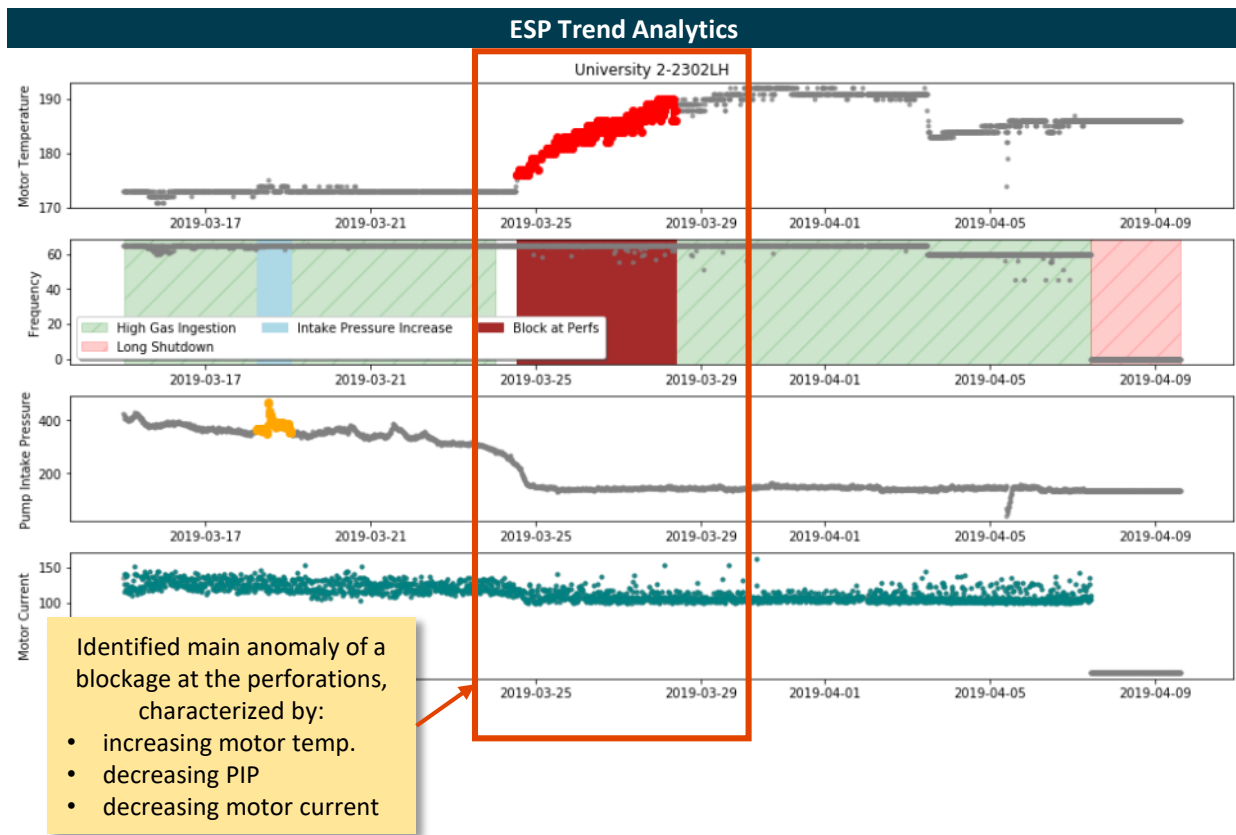 ESP Trend Analytics
University 2-2302LH
Motor Temperature
190
180
170
2019-03-17 2019-03-21 2019-03-25 2019-03-29 2019-04-01 2019-04-05 2019-04-09
Frequency
60
40
20
0
High Gas Ingestion Intake Pressure Increase Block at Perfs
Long Shutdown
2019-03-17 2019-03-21 2019-03-25 2019-03-29 2019-04-01 2019-04-05 2019-04-09
Pump Intake Pressure
400
200
2019-03-17 2019-03-21 2019-03-25 2019-03-29 2019-04-01 2019-04-05 2019-04-09
Motor Current
150
100
2019-03-25 2019-03-29 2019-04-01 2019-04-05 2019-04-09
Identified main anomaly of a
blockage at the perforations,
characterized by:
• increasing motor temp.
• decreasing PIP
• decreasing motor current